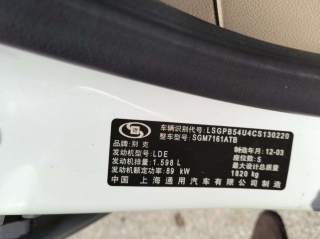 车辆识别代号: LSGPB54U4CS130220
整车型号: SGM7161ATB
品牌: 别克
制造年月: 12-03
发动机型号: LDE
座位数: 5
发动机排量: 1.598 L
最大设计总质量
发动机额定功率: 89 kW
1820 kg
中国 上海通用汽车有限公司